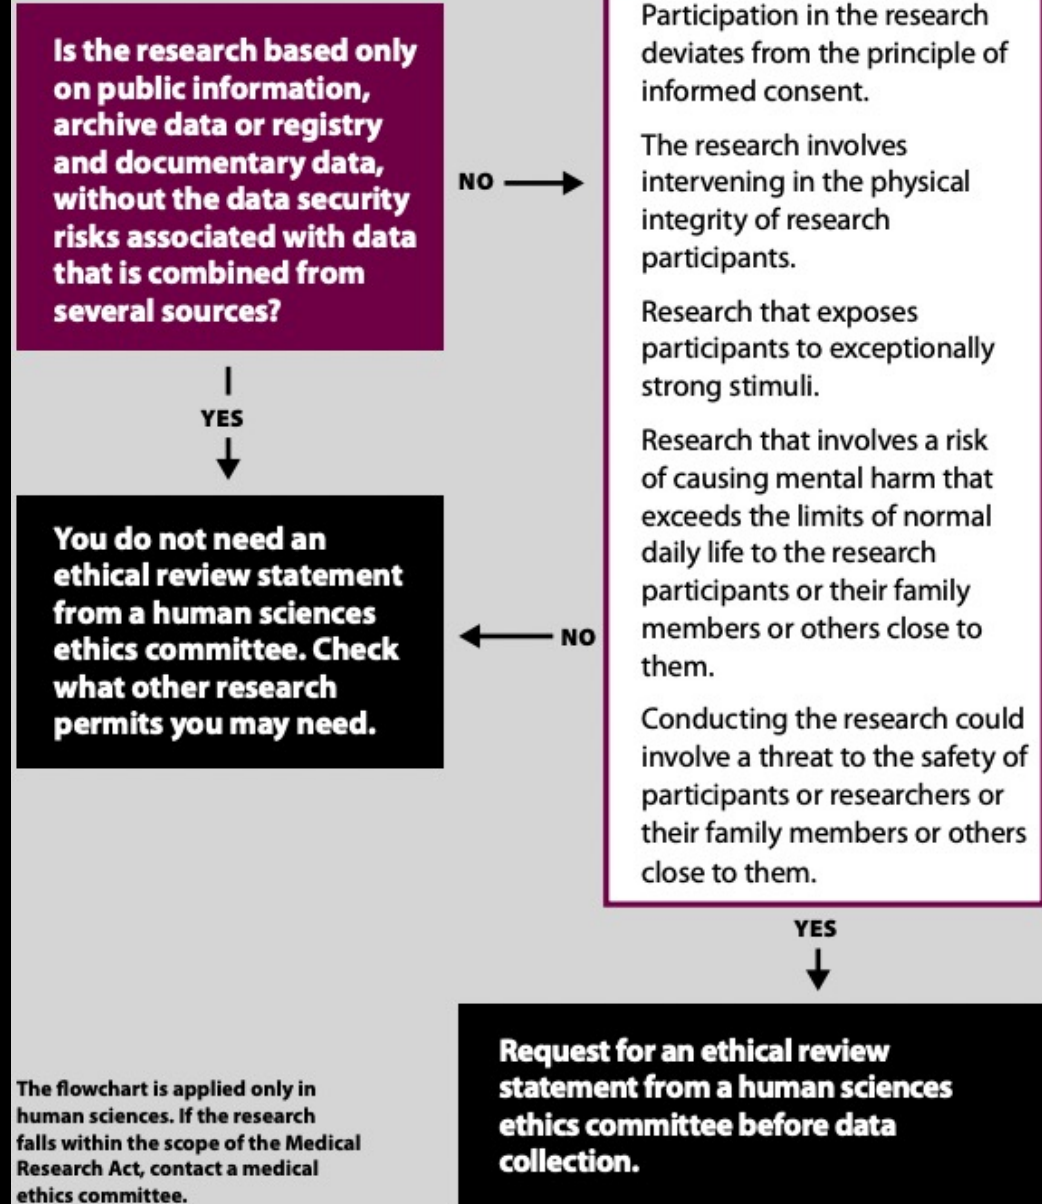 Is the research based only
on public information,
archive data or registry
and documentary data,
without the data security
risks associated with data
that is combined from
several sources?
NO
YES
You do not need an
ethical review statement
from a human sciences
ethics committee. Check
what other research
permits you may need.
Participation in the research
deviates from the principle of
informed consent.
The research involves
intervening in the physical
integrity of research
participants.
Research that exposes
participants to exceptionally
strong stimuli.
Research that involves a risk
of causing mental harm that
exceeds the limits of normal
daily life to the research
participants or their family
members or others close to
them.
Conducting the research could
involve a threat to the safety of
participants or researchers or
their family members or others
close to them.
NO
YES
Request for an ethical review
statement from a human sciences
ethics committee before data
collection.
The flowchart is applied only in
human sciences. If the research
falls within the scope of the Medical
Research Act, contact a medical
ethics committee.